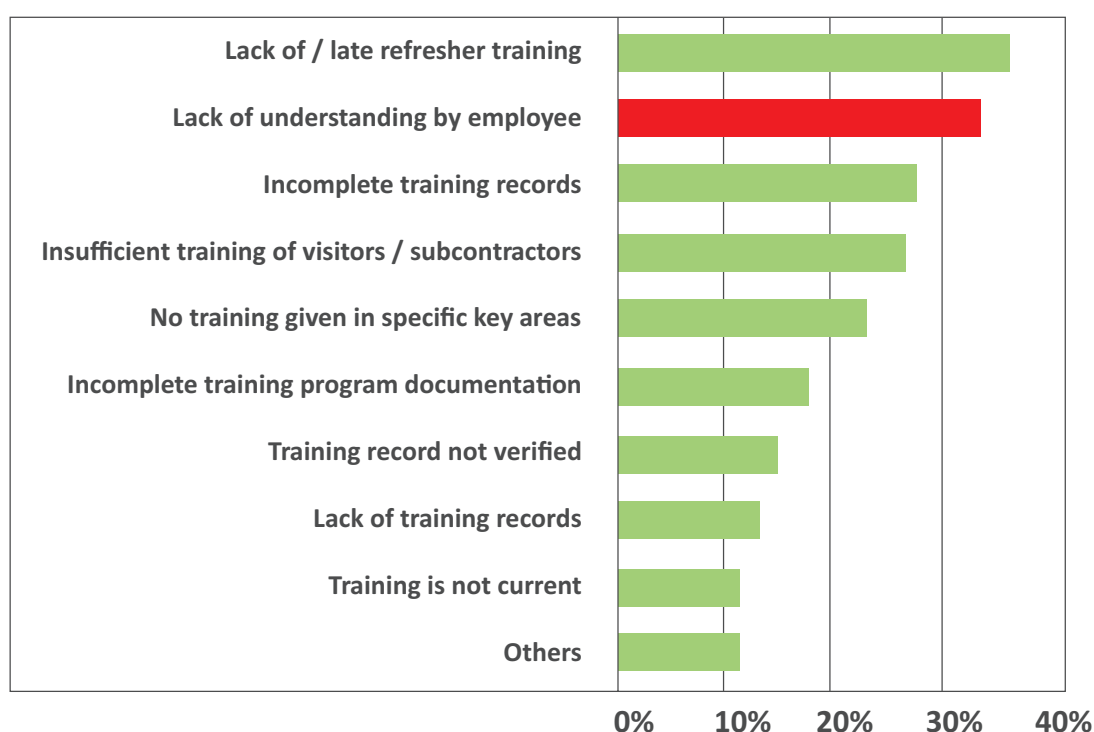 Lack of / late refresher training
Lack of understanding by employee
Incomplete training records
Insufficient training of visitors / subcontractors
No training given in specific key areas
Incomplete training program documentation
Training record not verified
Lack of training records
Training is not current
Others
0% 10% 20% 30% 40%